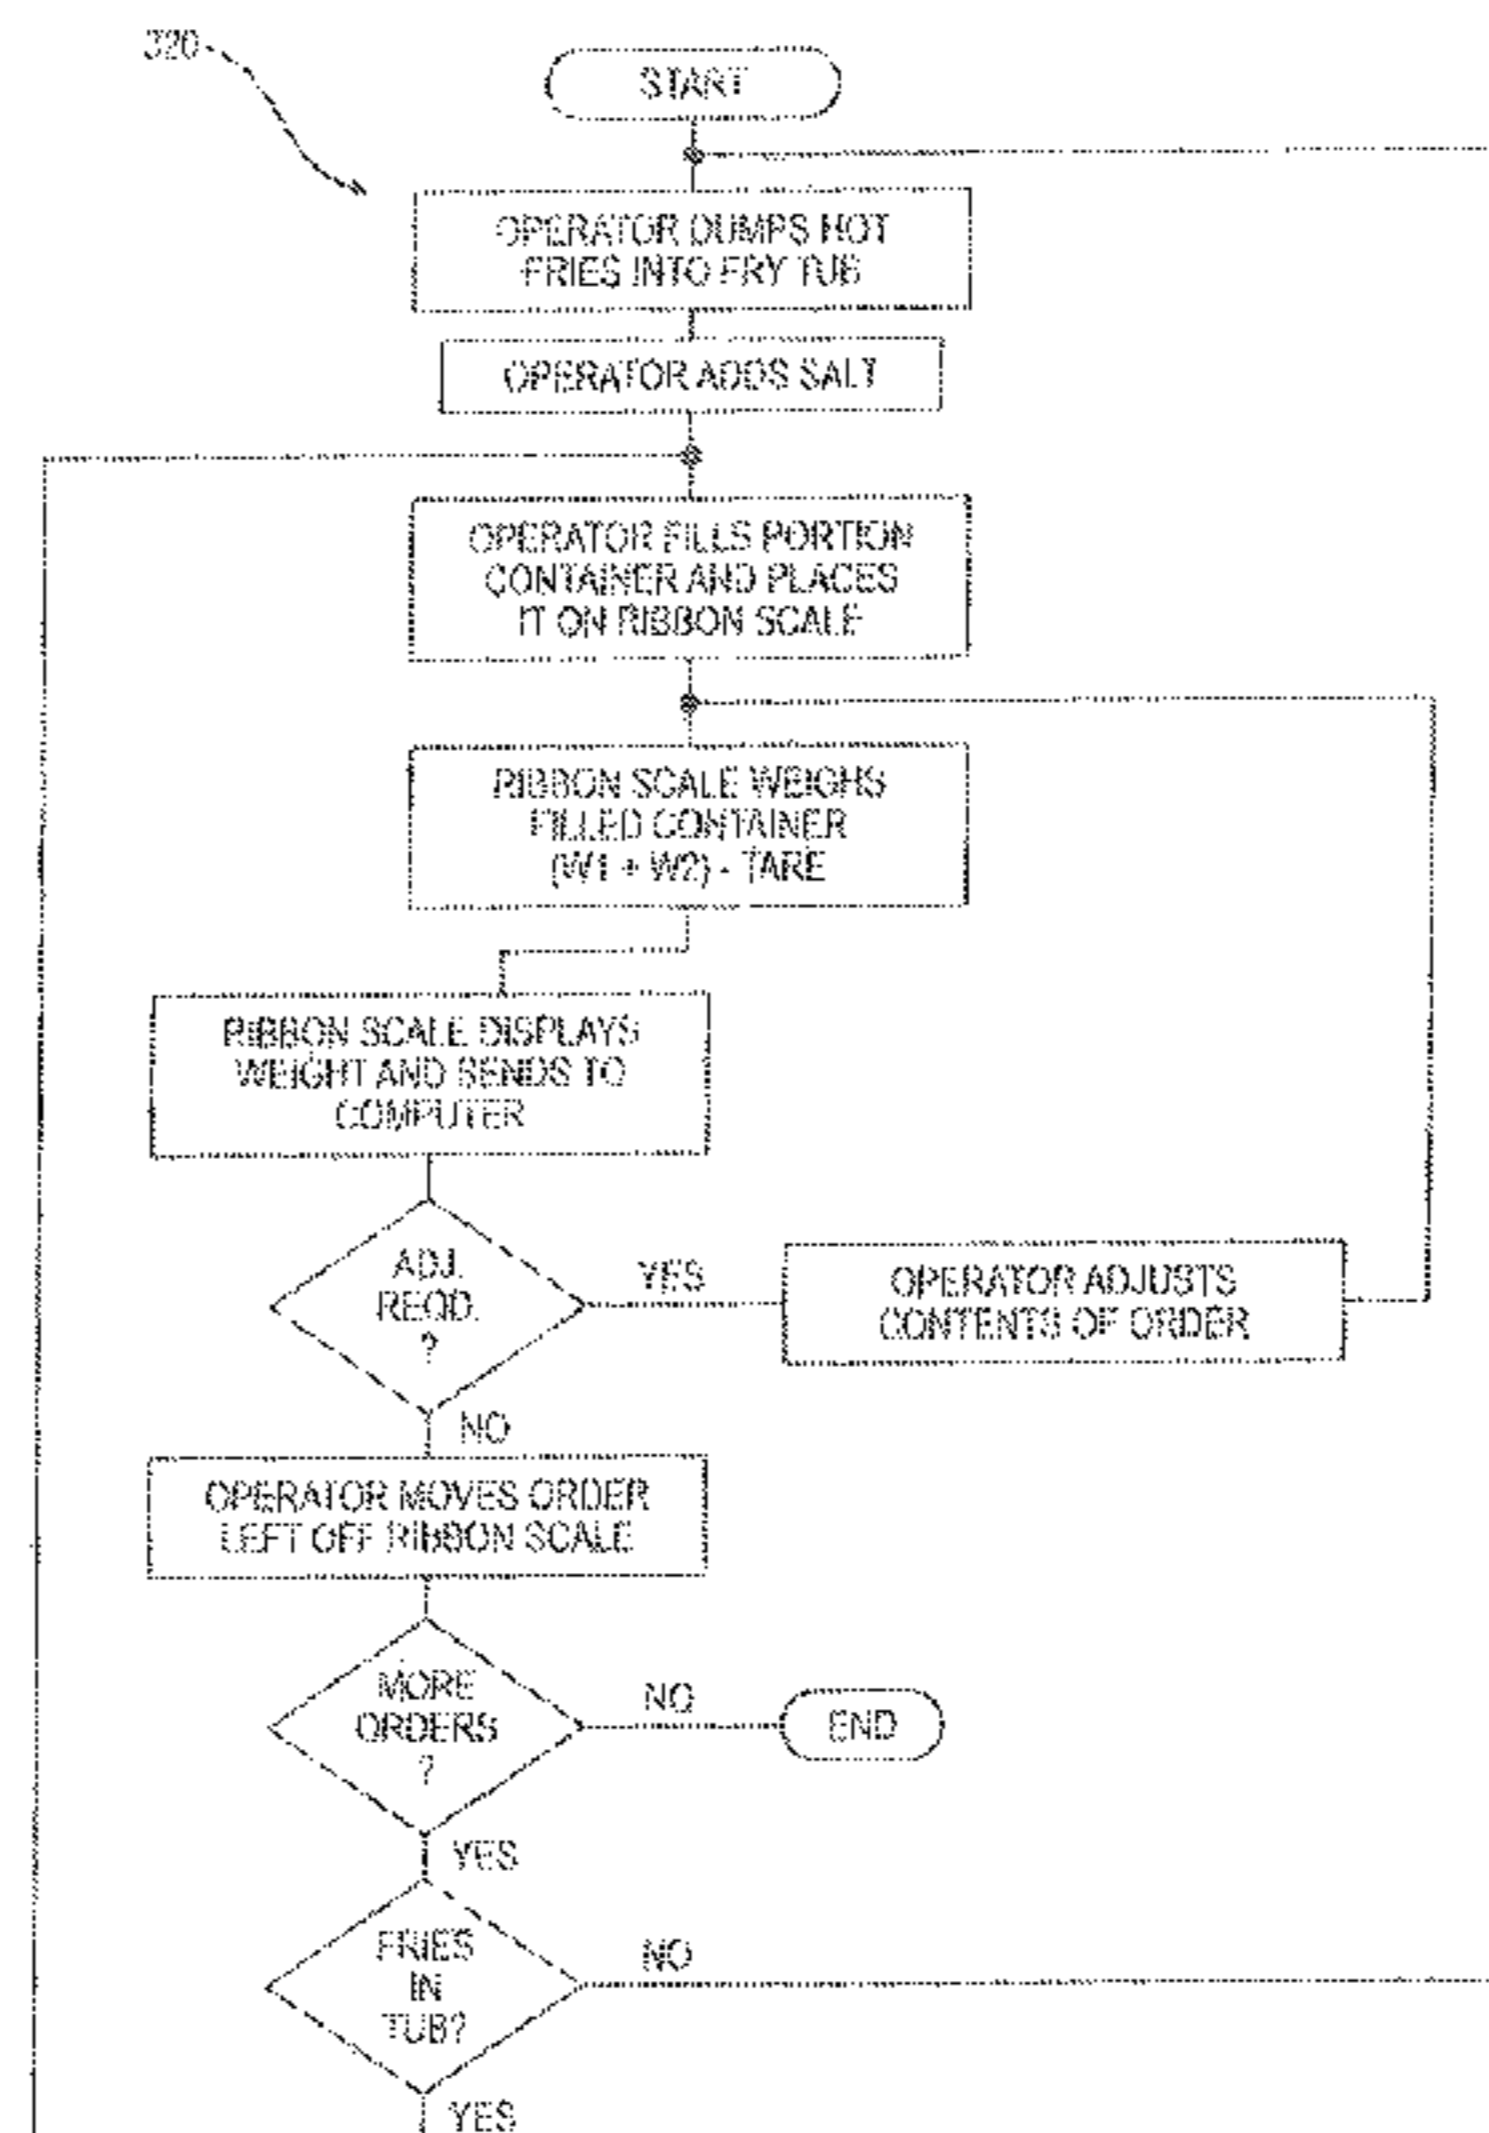 320
START
OPERATOR DUMPS HOT
FRIES INTO FRY TUB
OPERATOR ADDS SALT
OPERATOR FILLS PORTION
CONTAINER AND PLACES
IT ON RIBBON SCALE
RIBBON SCALE WEIGHS
FILLED CONTAINER
(W1 + W2) - TARE
RIBBON SCALE DISPLAYS
WEIGHT AND SENDS TO
COMPUTER
ADJ.
REQD.
?
YES
OPERATOR ADJUSTS
CONTENTS OF ORDER
NO
OPERATOR MOVES ORDER
LEFT OFF RIBBON SCALE
MORE
ORDERS
?
NO
END
YES
FRIES
IN
TUB?
NO
YES